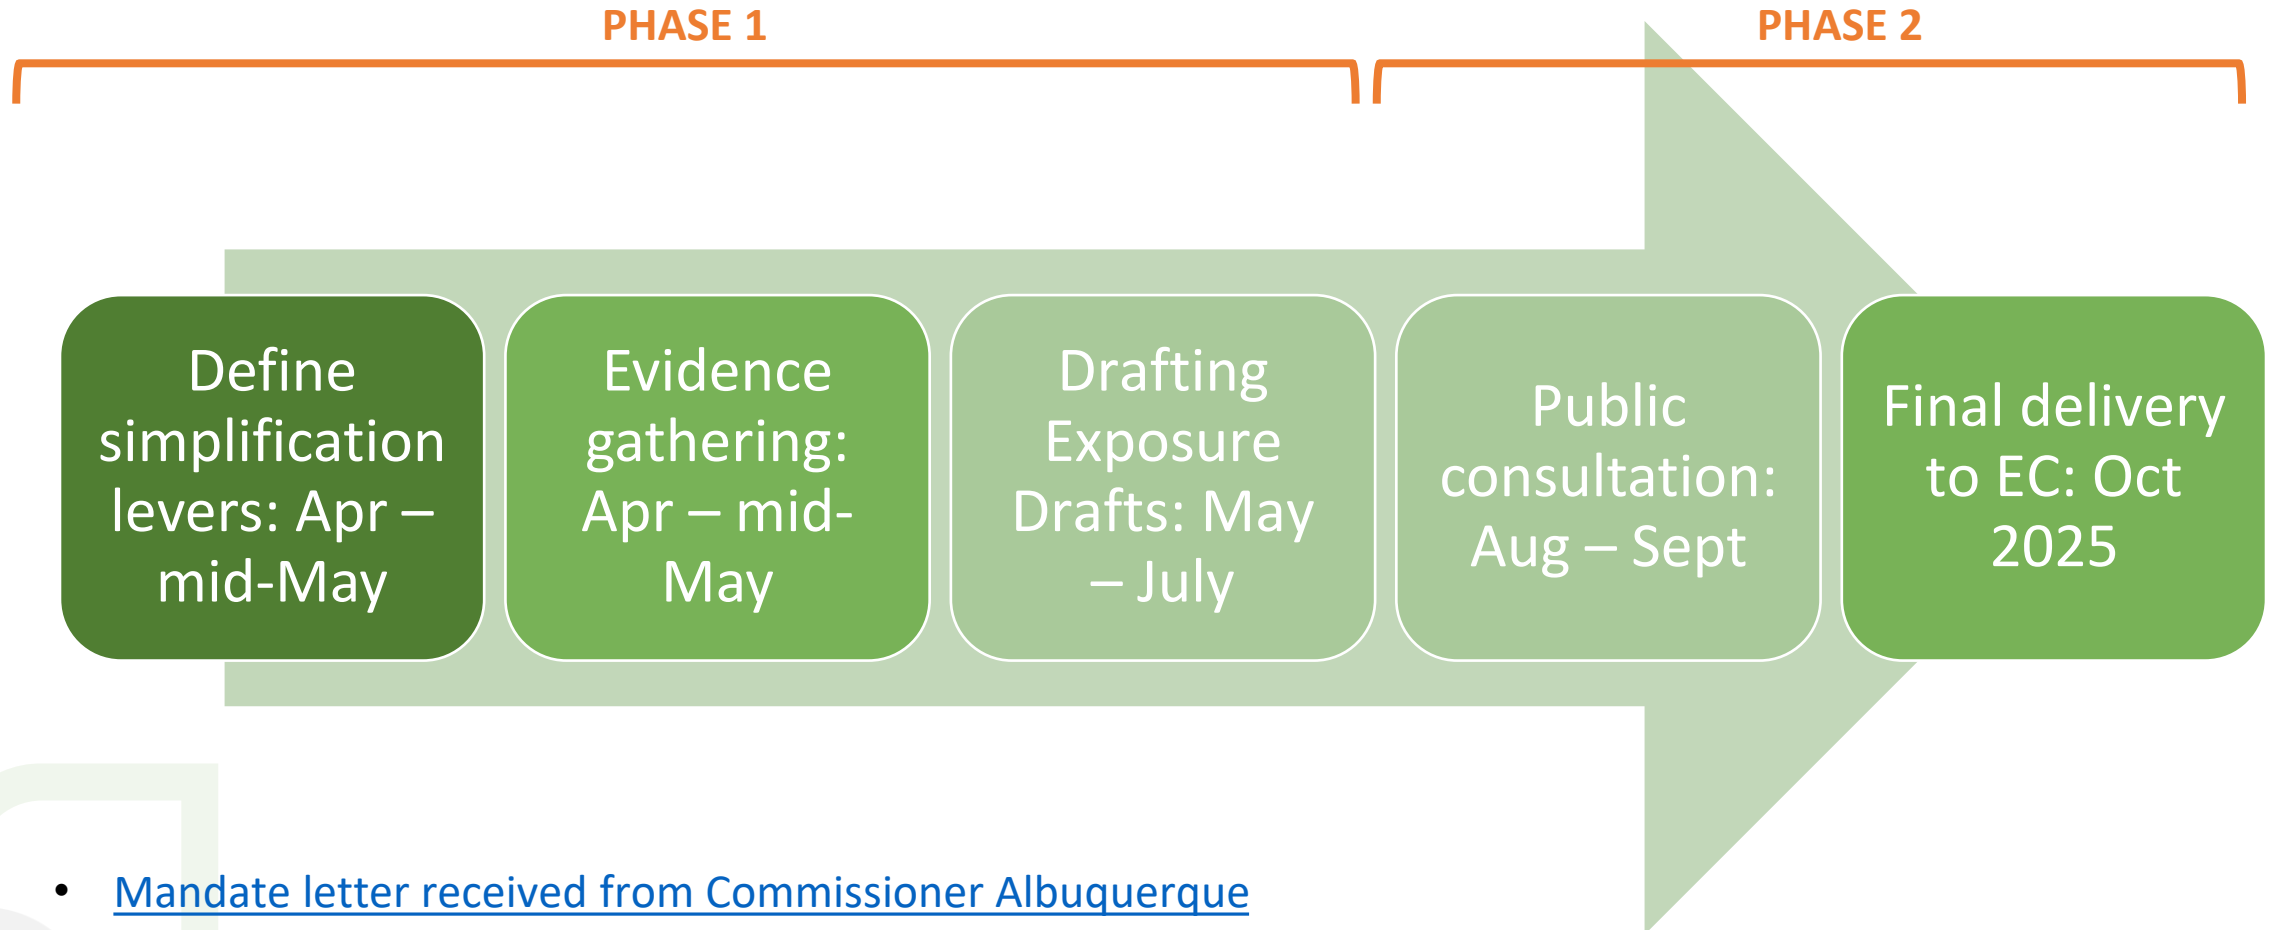 PHASE 1
PHASE 2
Define
simplification
levers: Apr –
mid-May
Evidence
gathering:
Apr – mid-
May
Drafting
Exposure
Drafts: May
– July
Public
consultation:
Aug – Sept
Final delivery
to EC: Oct
2025
• Mandate letter received from Commissioner Albuquerque